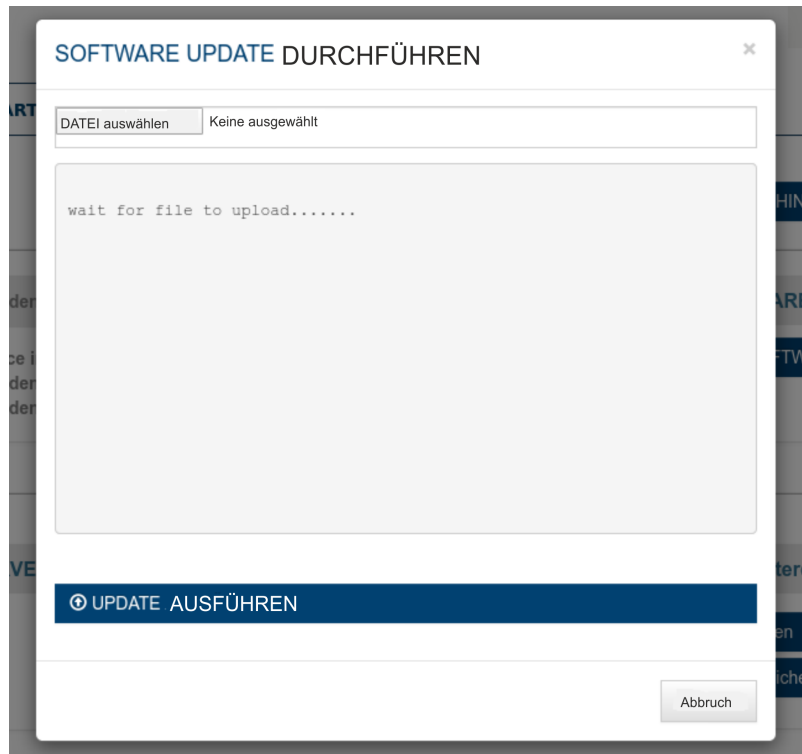 SOFTWARE UPDATE DURCHFÜHREN ×
DATEI auswählen Keine ausgewählt
wait for file to upload.......
UPDATE AUSFÜHREN
Abbruch